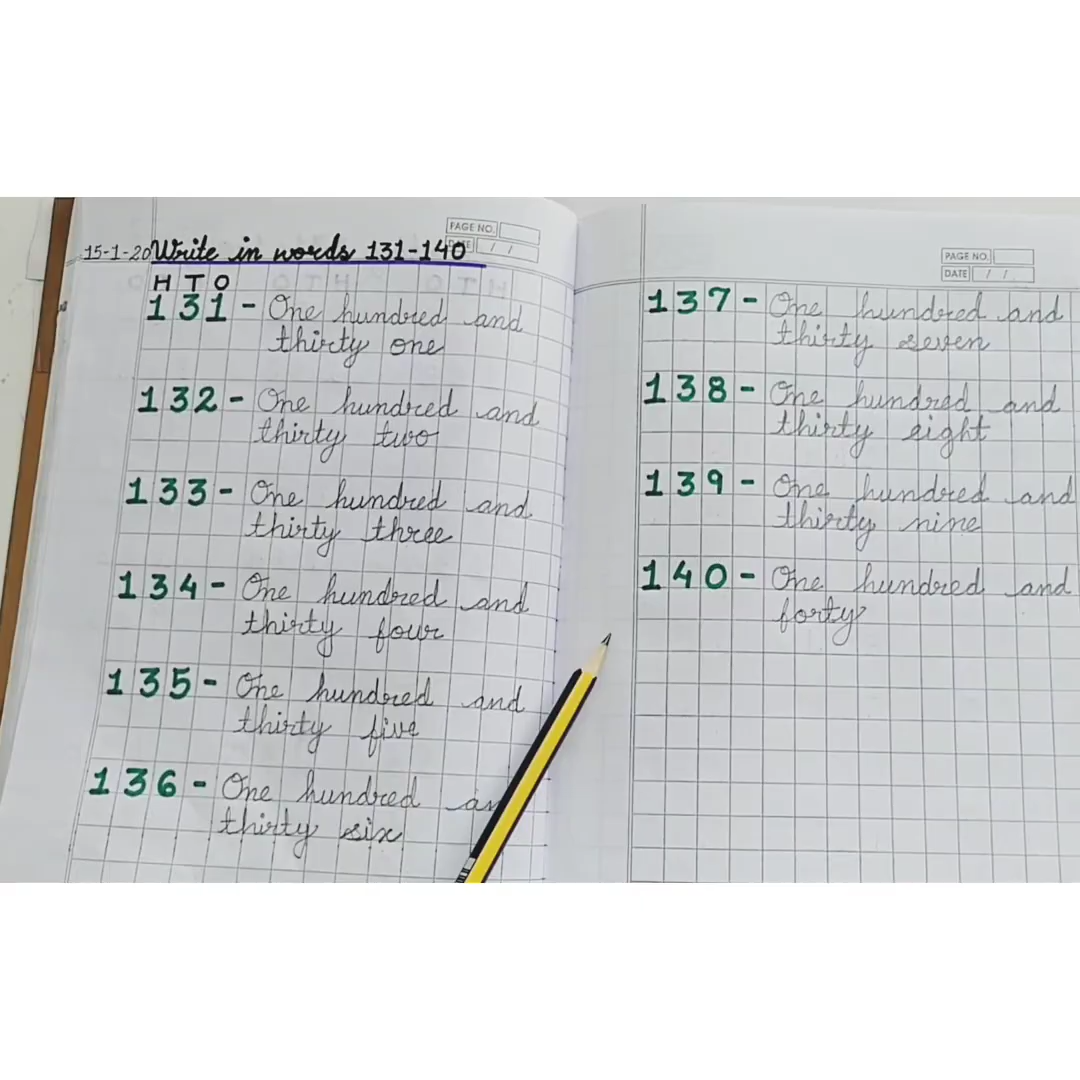 PAGE NO.
DATE / /
15-1-20 Write in words 131-140
H T O
131 - One hundred and
thirty one
132 - One hundred and
thirty two
133 - One hundred and
thirty three
134 - One hundred and
thirty four
135 - One hundred and
thirty five
136 - One hundred
thirty six
PAGE NO.
DATE / /
137 - One hundred and
thirty seven
138 - One hundred and
thirty eight
139 - One hundred and
thirty nine
140 - One hundred and
forty